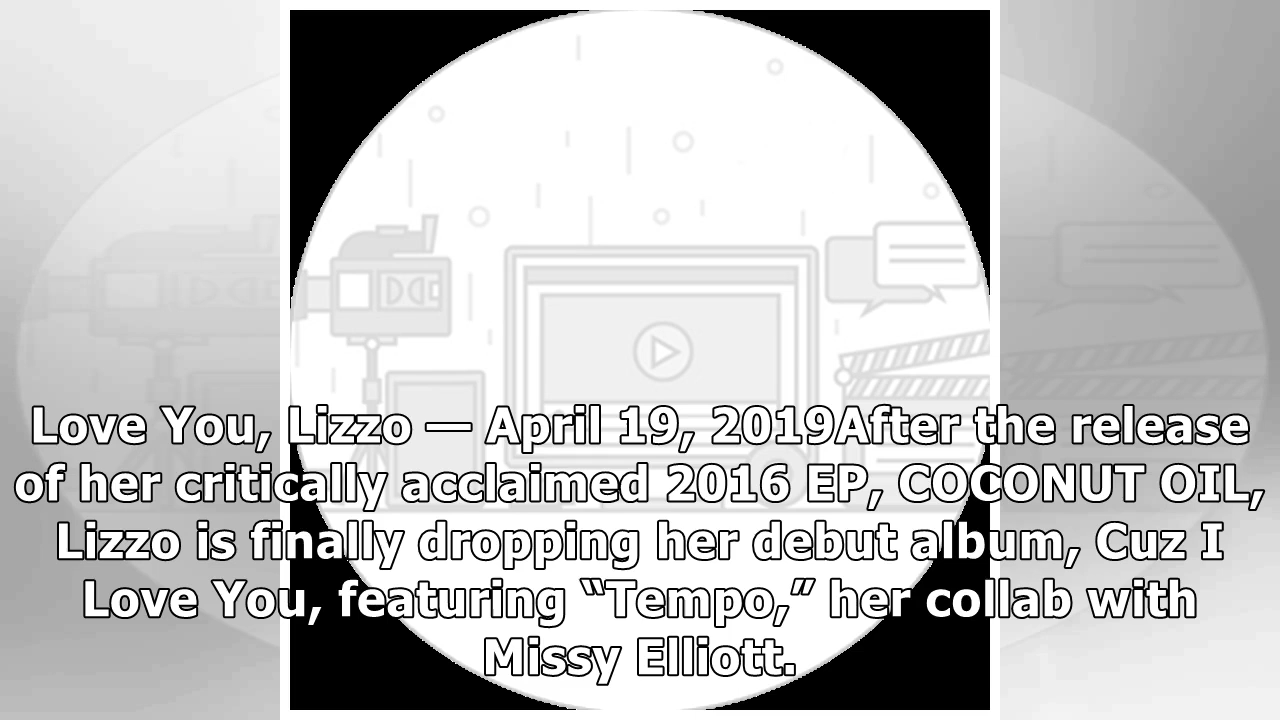 Love You, Lizzo — April 19, 2019After the release
of her critically acclaimed 2016 EP, COCONUT OIL,
Lizzo is finally dropping her debut album, Cuz I
Love You, featuring “Tempo,” her collab with
Missy Elliott.